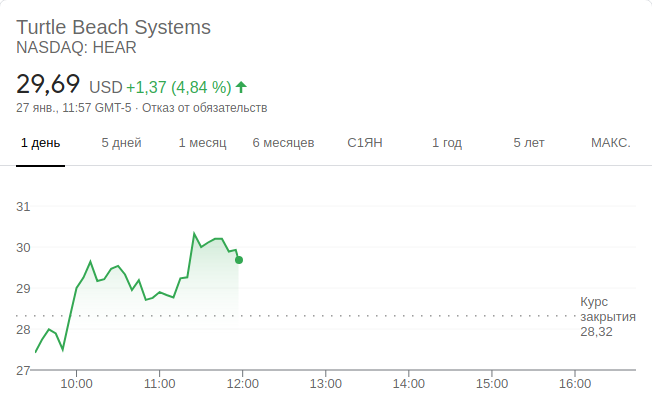 Turtle Beach Systems
NASDAQ: HEAR
29,69 USD +1,37 (4,84 %)
27 янв., 11:57 GMT-5 · Отказ от обязательств
1 день 5 дней 1 месяц 6 месяцев С1ЯН 1 год 5 лет МАКС.
31
30
29
Курс
закрытия
28,32
28
27
10:00 11:00 12:00 13:00 14:00 15:00 16:00